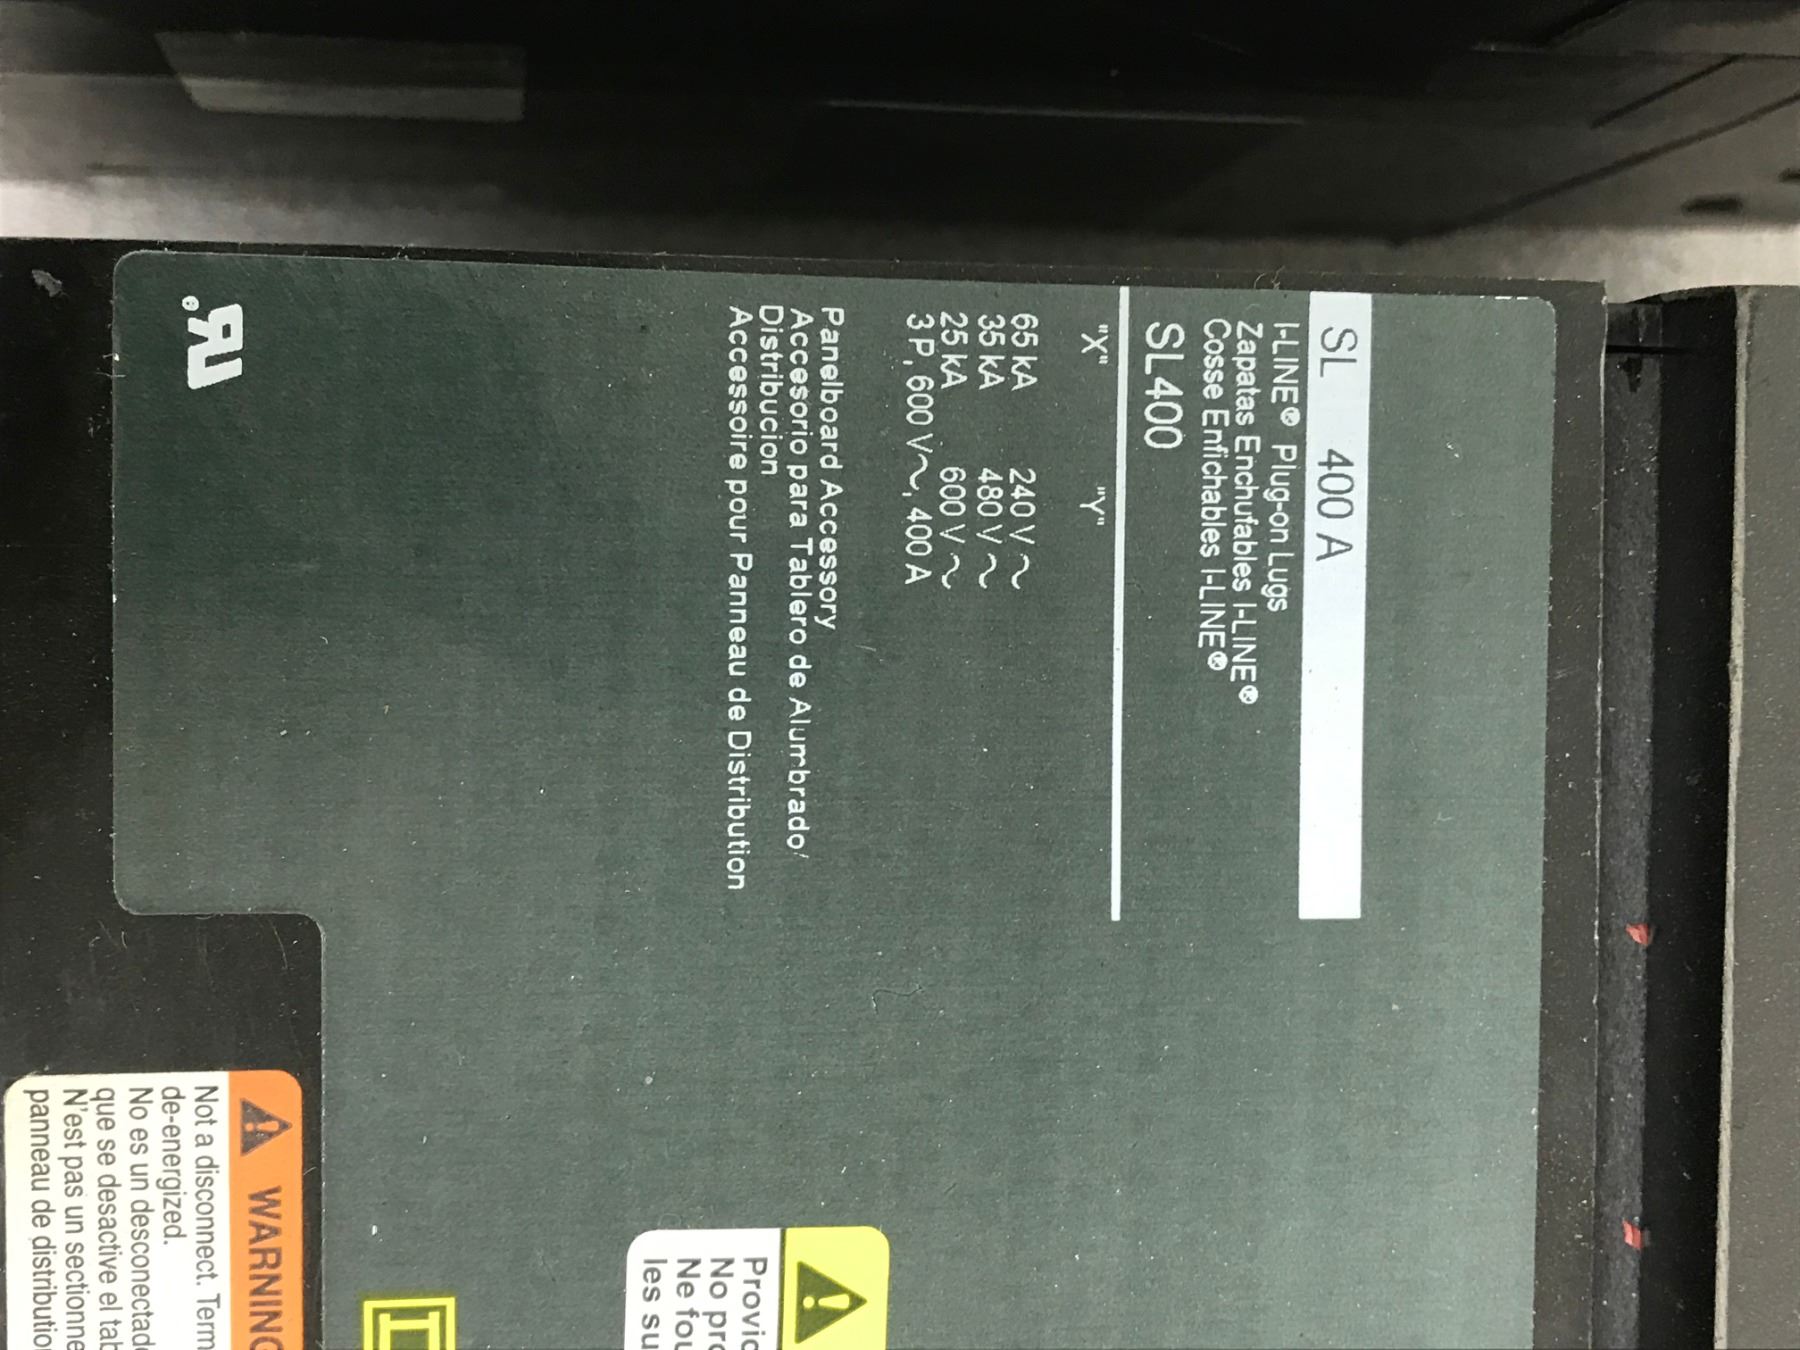 SL 400 A
I-LINE® Plug-on Lugs
Zapatas Enchufables I-LINE®
Cosse Enfichables I-LINE®
SL400
"X" "Y"
65 kA 240 V ~
35 kA 480 V ~
25 kA 600 V ~
3 P, 600 V~, 400 A
Panelboard Accessory
Accesorio para Tablero de Alumbrado/
Distribucion
Accessoire pour Panneau de Distribution
WARNING
Not a disconnect. Term
de-energized.
No es un desconectad
que se desactive el tab
N'est pas un sectionne
panneau de distributio
Provid
No pro
Ne fou
les su